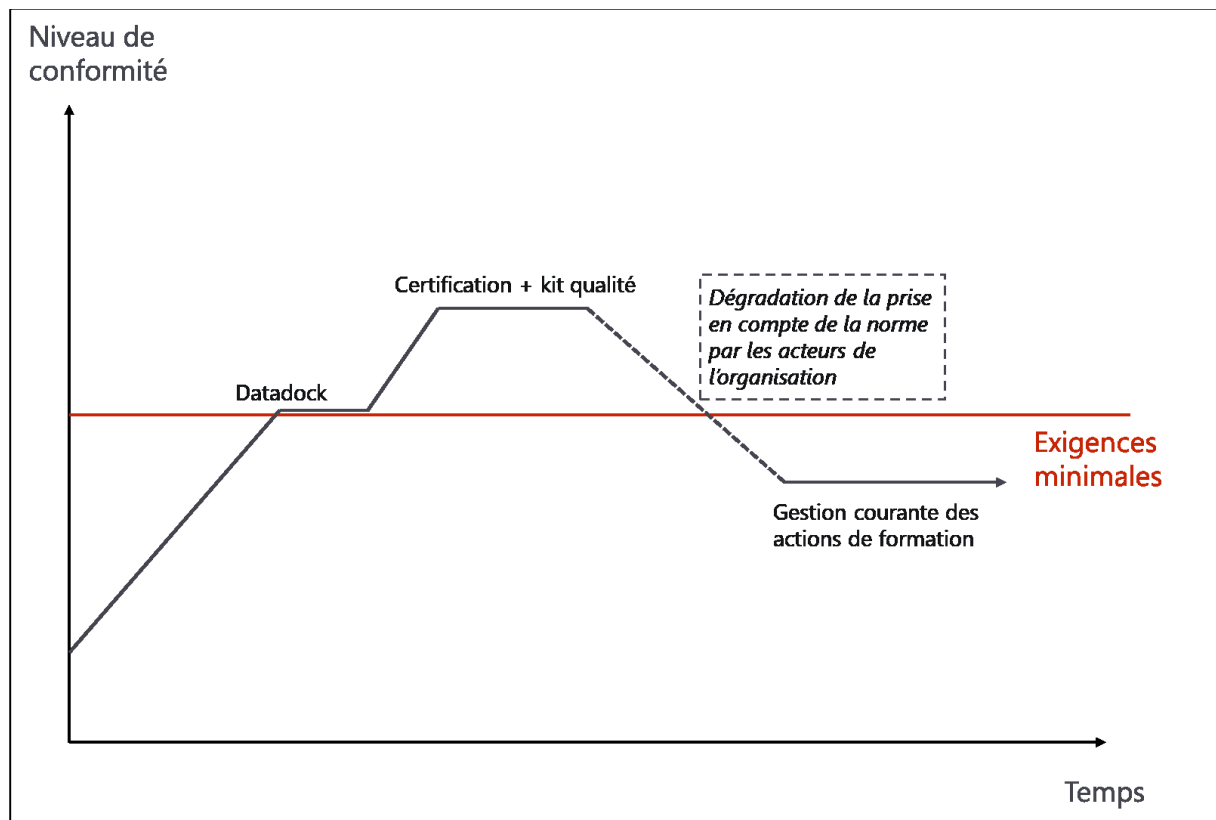 Niveau de
conformité
Certification + kit qualité
Dégradation de la prise
en compte de la norme
par les acteurs de
l'organisation
Datadock
Exigences
minimales
Gestion courante des
actions de formation
Temps